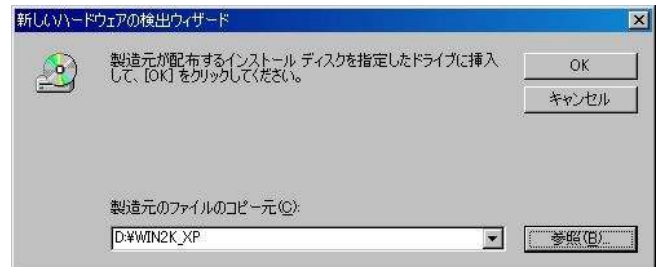 新しいハードウェアの検出ウィザード
製造元が配布するインストール ディスクを指定したドライブに挿入
して、[OK] をクリックしてください。
OK
キャンセル
製造元のファイルのコピー元(C):
D:¥WIN2K_XP
参照(B)...